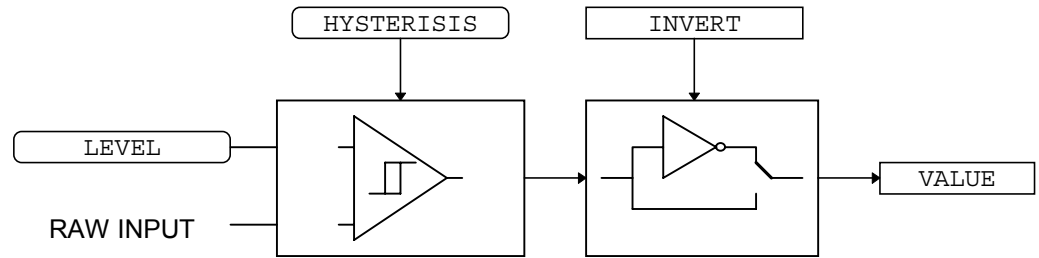 HYSTERISIS
INVERT
LEVEL
VALUE
RAW INPUT